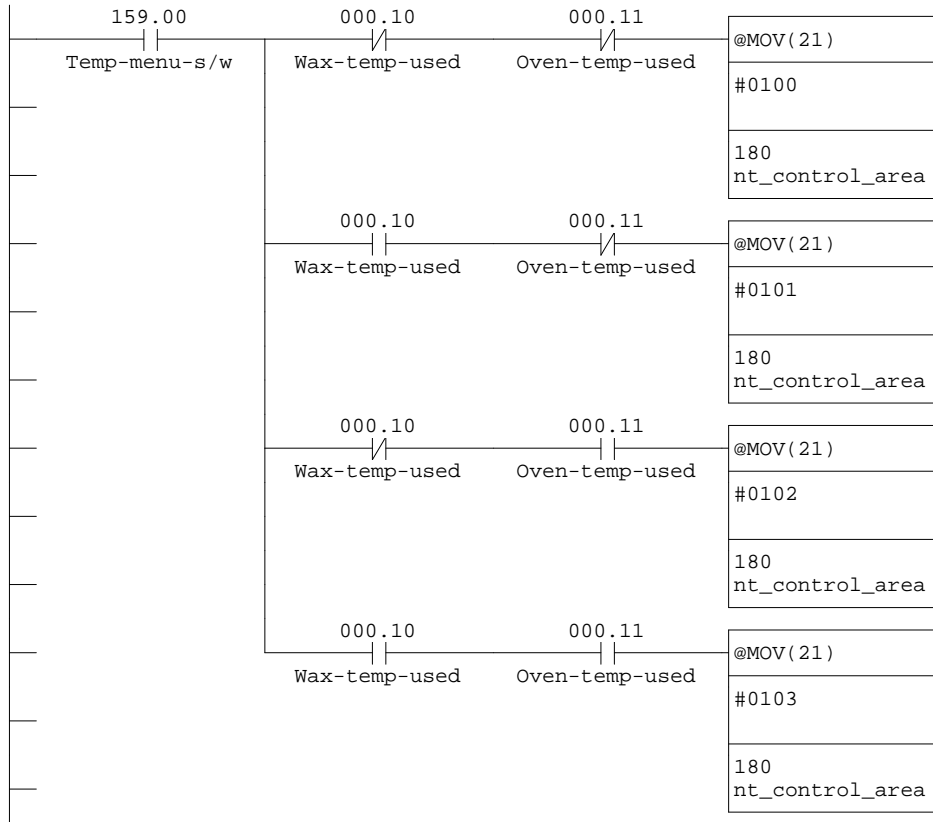 159.00 000.10 000.11
@MOV(21)
Temp-menu-s/w Wax-temp-used Oven-temp-used
#0100
180
nt_control_area
000.10 000.11
@MOV(21)
Wax-temp-used Oven-temp-used
#0101
180
nt_control_area
000.10 000.11
@MOV(21)
Wax-temp-used Oven-temp-used
#0102
180
nt_control_area
000.10 000.11
@MOV(21)
Wax-temp-used Oven-temp-used
#0103
180
nt_control_area